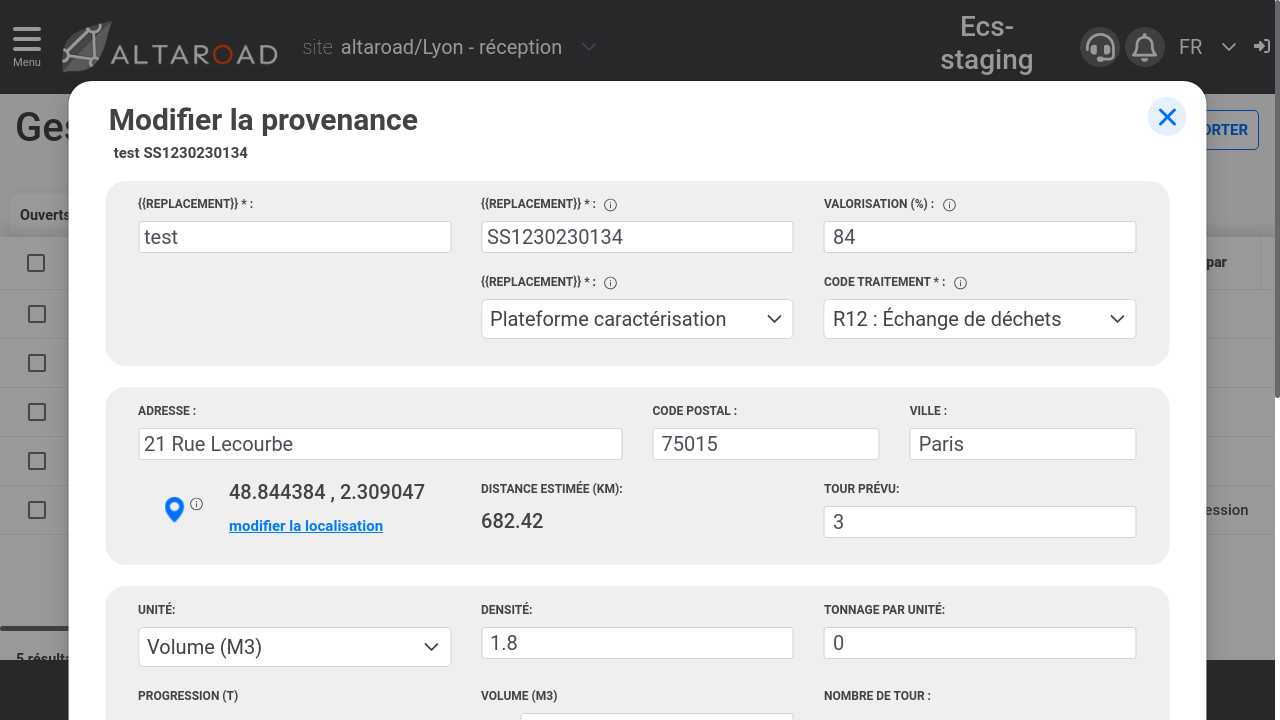 Menu
ALTAROAD
site altaroad/Lyon - réception
Ecs-
staging
FR
Ges
ORTER
Modifier la provenance
test SS1230230134
Ouverts
par
{{REPLACEMENT}} * :
{{REPLACEMENT}} * :
VALORISATION (%) :
test
SS1230230134
84
{{REPLACEMENT}} * :
CODE TRAITEMENT * :
Plateforme caractérisation
R12 : Échange de déchets
ADRESSE :
CODE POSTAL :
VILLE :
21 Rue Lecourbe
75015
Paris
48.844384 , 2.309047
modifier la localisation
DISTANCE ESTIMÉE (KM):
682.42
TOUR PRÉVU:
3
ession
UNITÉ:
DENSITÉ:
TONNAGE PAR UNITÉ:
Volume (M3)
1.8
0
5 résulta
PROGRESSION (T)
VOLUME (M3)
NOMBRE DE TOUR :